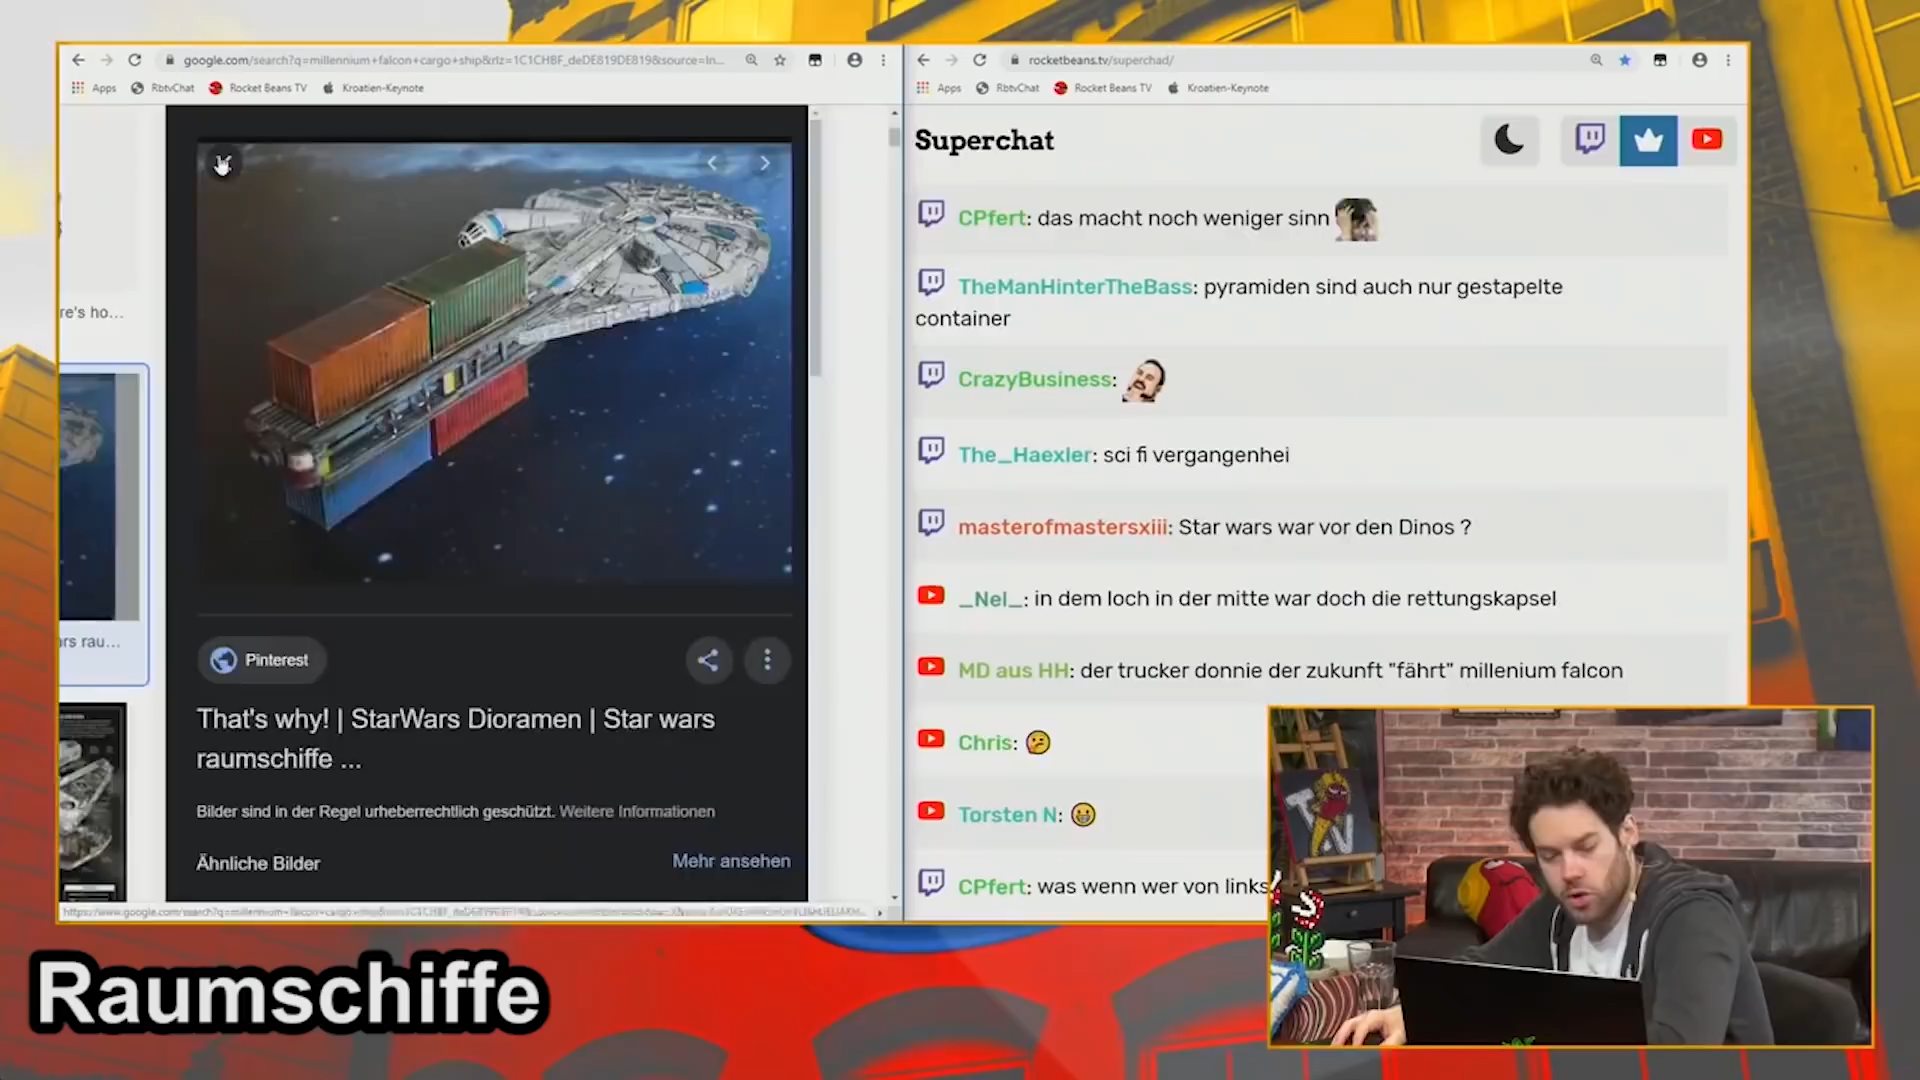 google.com/search?q=millennium+falcon+cargo+ship&rlz=1C1CHBF_deDE819DE819&source=ln...
Apps RbtvChat Rocket Beans TV Kroatien-Keynote
re's ho...
rs rau...
Pinterest
That's why! | StarWars Dioramen | Star wars
raumschiffe ...
Bilder sind in der Regel urheberrechtlich geschützt. Weitere Informationen
Ähnliche Bilder Mehr ansehen
rocketbeans.tv/superchad/
Apps RbtvChat Rocket Beans TV Kroatien-Keynote
Superchat
CPfert: das macht noch weniger sinn
TheManHinterTheBass: pyramiden sind auch nur gestapelte
container
CrazyBusiness:
The_Haexler: sci fi vergangenhei
masterofmastersxiii: Star wars war vor den Dinos ?
_Nel_: in dem loch in der mitte war doch die rettungskapsel
MD aus HH: der trucker donnie der zukunft "fährt" millenium falcon
Chris:
Torsten N:
CPfert: was wenn wer von links
Raumschiffe